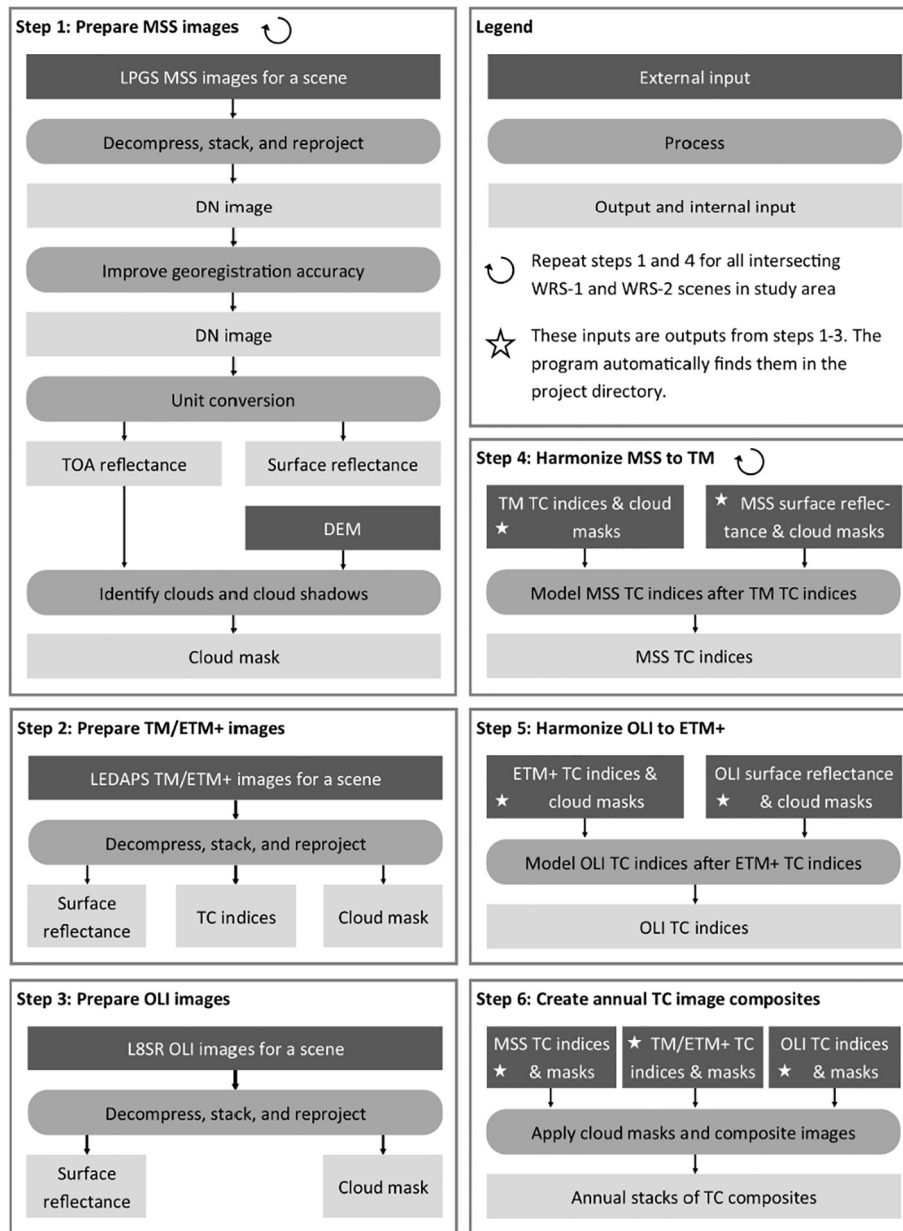 Step 1: Prepare MSS images
LPGS MSS images for a scene
Decompress, stack, and reproject
DN image
Improve georegistration accuracy
DN image
Unit conversion
TOA reflectance
Surface reflectance
DEM
Identify clouds and cloud shadows
Cloud mask
Step 2: Prepare TM/ETM+ images
LEDAPS TM/ETM+ images for a scene
Decompress, stack, and reproject
Surface
reflectance
TC indices
Cloud mask
Step 3: Prepare OLI images
L8SR OLI images for a scene
Decompress, stack, and reproject
Surface
reflectance
Cloud mask
Legend
External input
Process
Output and internal input
Repeat steps 1 and 4 for all intersecting
WRS-1 and WRS-2 scenes in study area
These inputs are outputs from steps 1-3. The
program automatically finds them in the
project directory.
Step 4: Harmonize MSS to TM
TM TC indices & cloud
masks
MSS surface reflec-
tance & cloud masks
Model MSS TC indices after TM TC indices
MSS TC indices
Step 5: Harmonize OLI to ETM+
ETM+ TC indices &
cloud masks
OLI surface reflectance
& cloud masks
Model OLI TC indices after ETM+ TC indices
OLI TC indices
Step 6: Create annual TC image composites
MSS TC indices
& masks
TM/ETM+ TC
indices & masks
OLI TC indices
& masks
Apply cloud masks and composite images
Annual stacks of TC composites